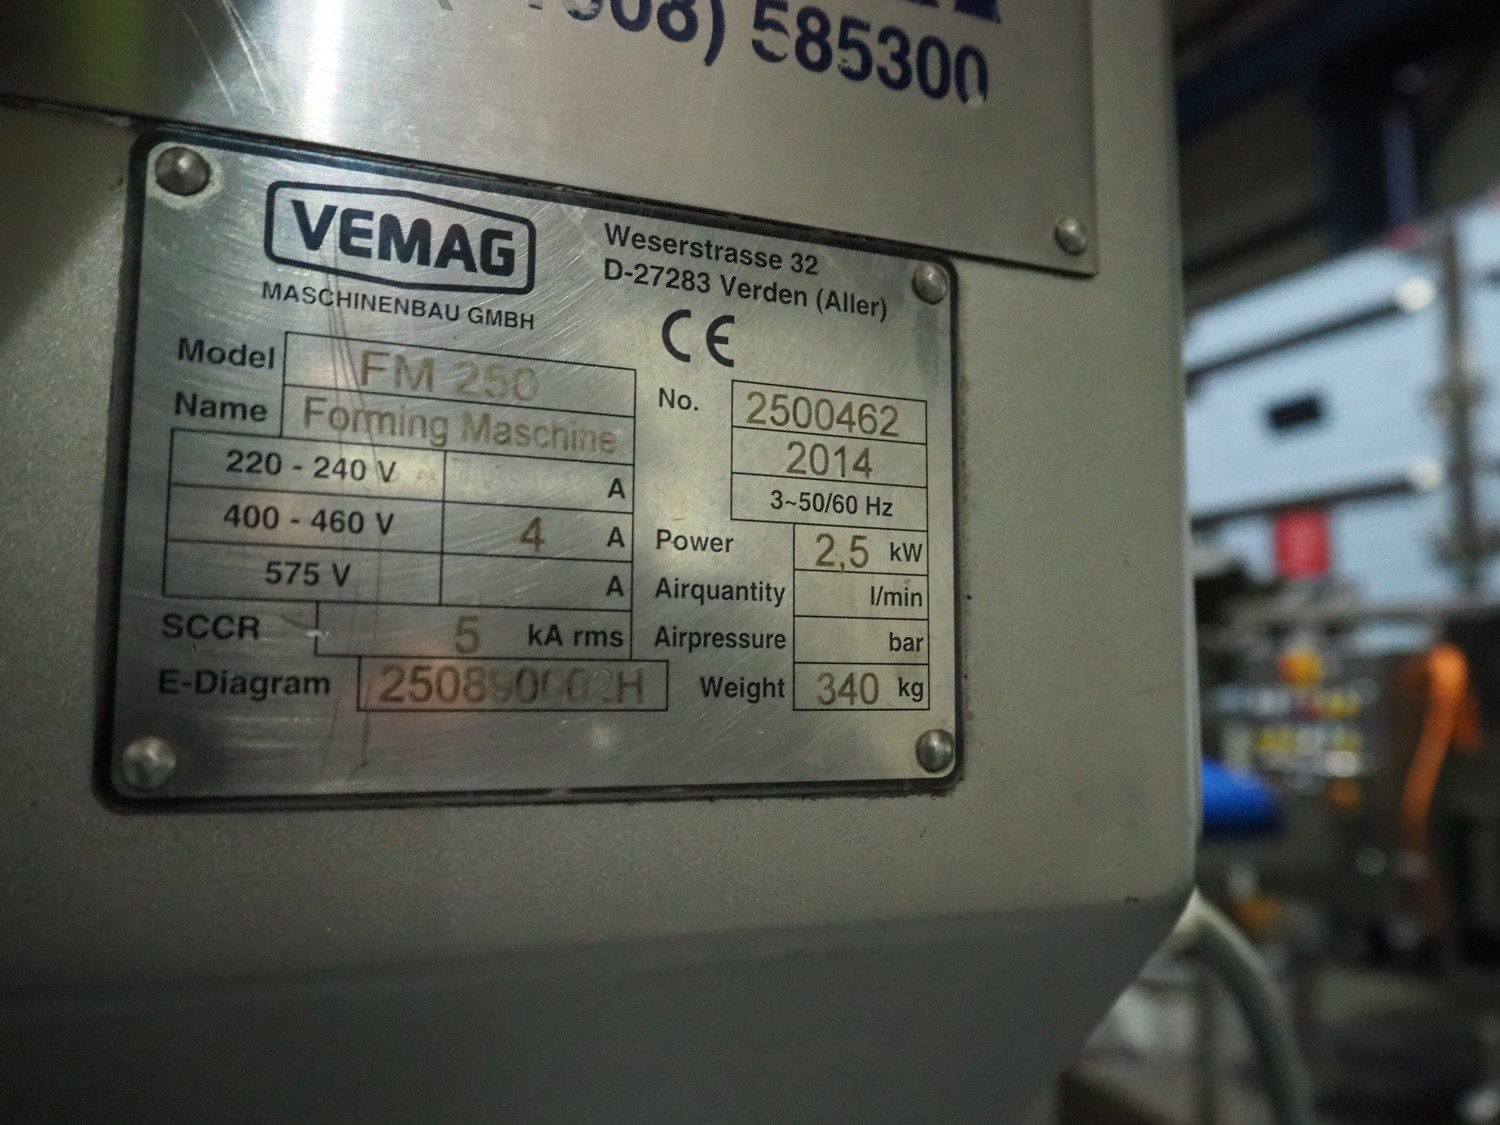 585300
VEMAG
MASCHINENBAU GMBH
Weserstrasse 32
D-27283 Verden (Aller)
CE
Model FM 250
Name Forming Maschine
No. 2500462
2014
3~50/60 Hz
220 - 240 V A
400 - 460 V 4 A
575 V A
SCCR 5 kA rms
E-Diagram 250890002H
Power 2,5 kW
Airquantity l/min
Airpressure bar
Weight 340 kg